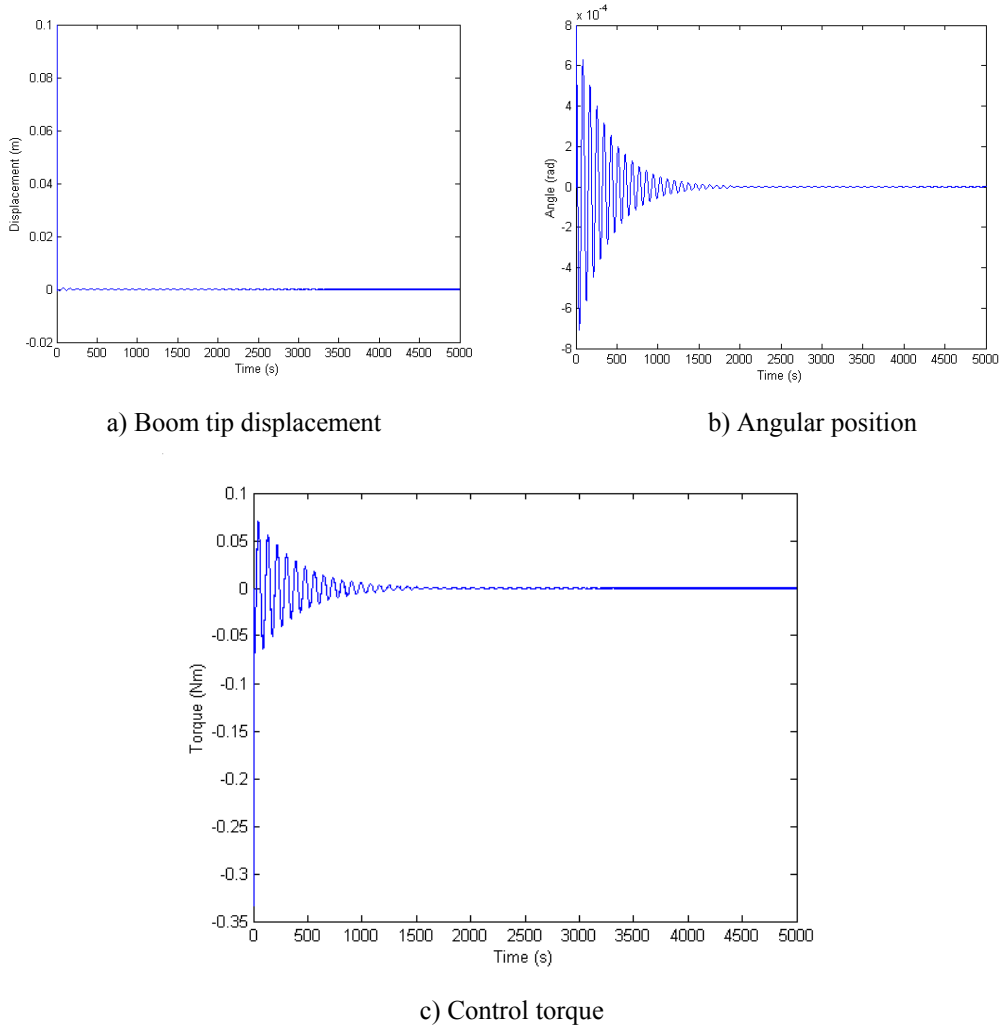 0.1
0.08
0.06
0.04
0.02
0
-0.02
Displacement (m)
0 500 1000 1500 2000 2500 3000 3500 4000 4500 5000
Time (s)
a) Boom tip displacement
x 10-4
8
6
4
2
0
-2
-4
-6
-8
Angle (rad)
0 500 1000 1500 2000 2500 3000 3500 4000 4500 5000
Time (s)
b) Angular position
0.1
0.05
0
-0.05
-0.1
-0.15
-0.2
-0.25
-0.3
-0.35
Torque (Nm)
0 500 1000 1500 2000 2500 3000 3500 4000 4500 5000
Time (s)
c) Control torque